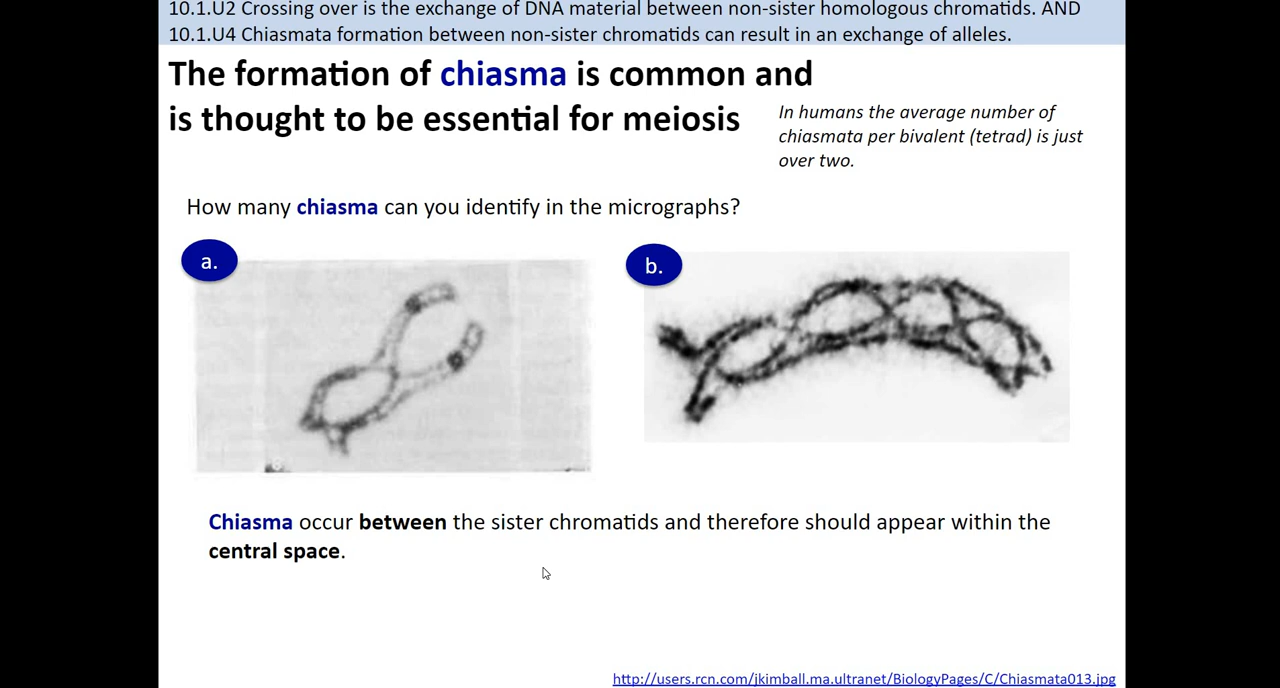 10.1.U2 Crossing over is the exchange of DNA material between non-sister homologous chromatids. AND
10.1.U4 Chiasmata formation between non-sister chromatids can result in an exchange of alleles.
The formation of chiasma is common and
is thought to be essential for meiosis
In humans the average number of
chiasmata per bivalent (tetrad) is just
over two.
How many chiasma can you identify in the micrographs?
a.
b.
Chiasma occur between the sister chromatids and therefore should appear within the
central space.
http://users.rcn.com/jkimball.ma.ultranet/BiologyPages/C/Chiasmata013.jpg